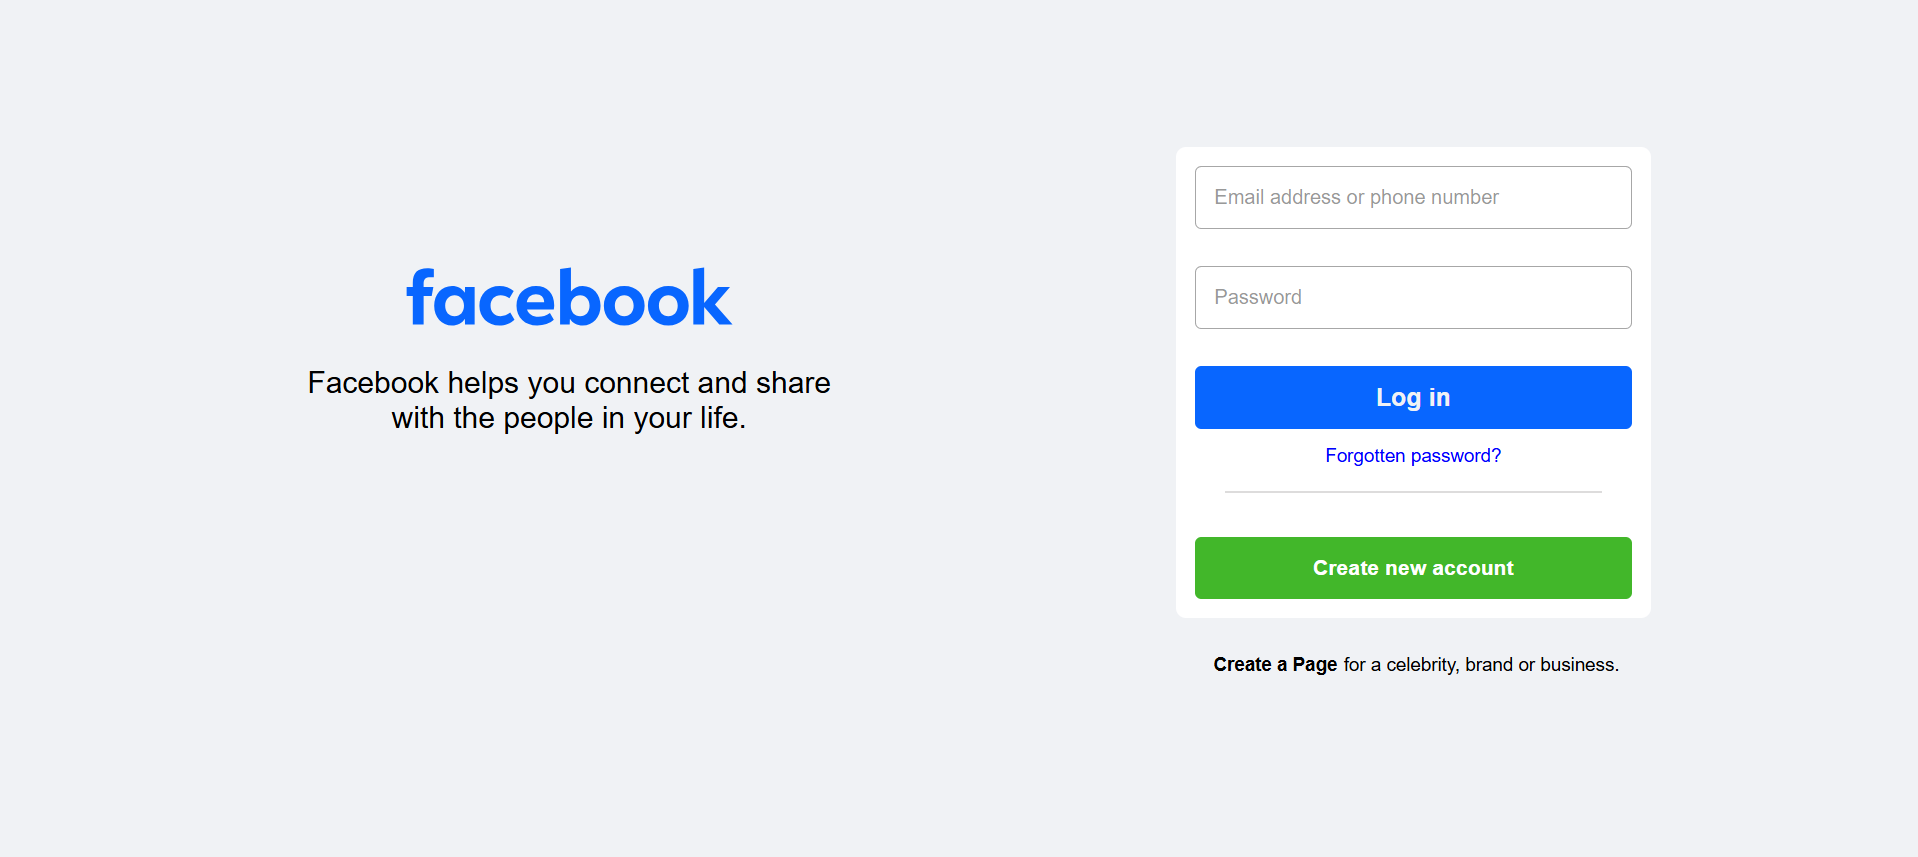 facebook
Facebook helps you connect and share
with the people in your life.
Email address or phone number
Password
Log in
Forgotten password?
Create new account
Create a Page for a celebrity, brand or business.